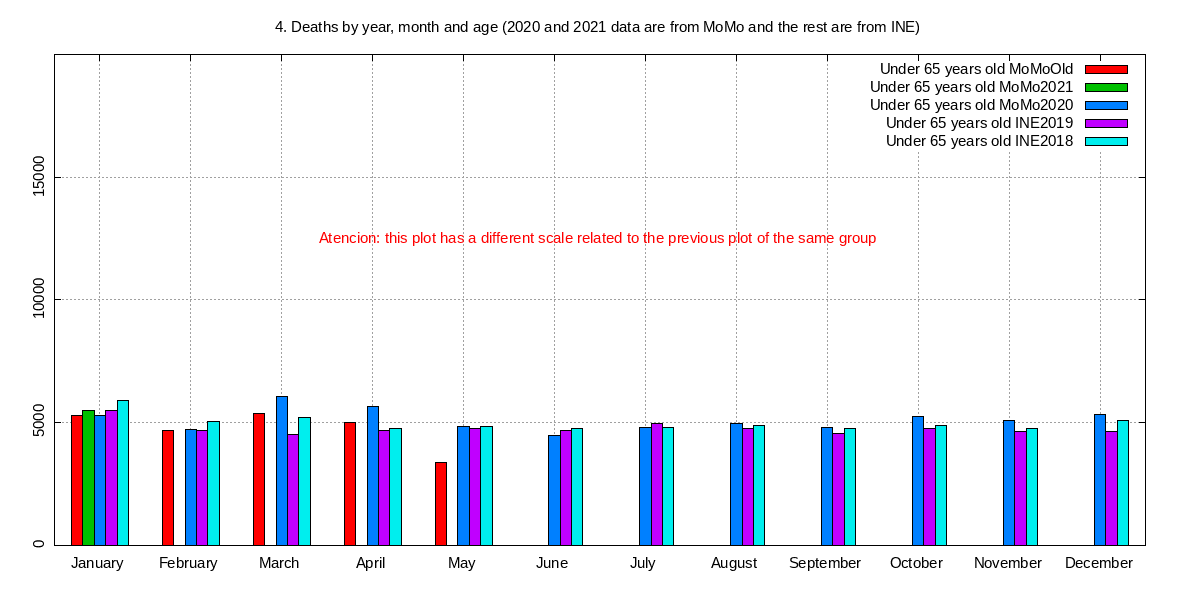 4. Deaths by year, month and age (2020 and 2021 data are from MoMo and the rest are from INE)
Under 65 years old MoMoOld
Under 65 years old MoMo2021
Under 65 years old MoMo2020
Under 65 years old INE2019
Under 65 years old INE2018
15000
Atencion: this plot has a different scale related to the previous plot of the same group
10000
5000
0
January February March April May June July August September October November December